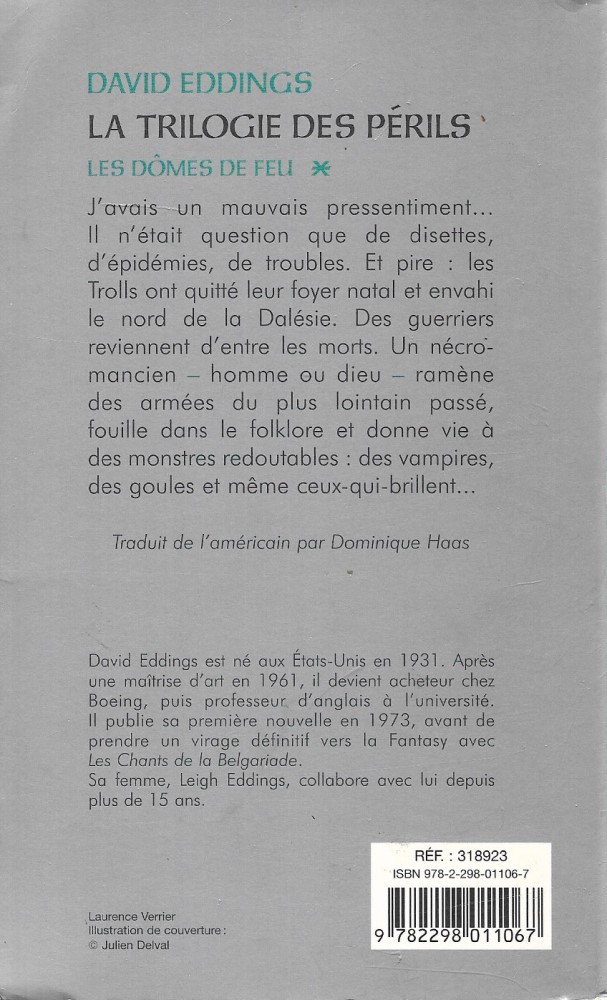 DAVID EDDINGS
LA TRILOGIE DES PÉRILS
LES DÔMES DE FEU
J'avais un mauvais pressentiment...
Il n'était question que de disettes,
d'épidémies, de troubles. Et pire : les
Trolls ont quitté leur foyer natal et envahi
le nord de la Dalésie. Des guerriers
reviennent d'entre les morts. Un nécro-
mancien – homme ou dieu – ramène
des armées du plus lointain passé,
fouille dans le folklore et donne vie à
des monstres redoutables : des vampires,
des goules et même ceux-qui-brillent...
Traduit de l'américain par Dominique Haas
David Eddings est né aux États-Unis en 1931. Après
une maîtrise d'art en 1961, il devient acheteur chez
Boeing, puis professeur d'anglais à l'université.
Il publie sa première nouvelle en 1973, avant de
prendre un virage définitif vers la Fantasy avec
Les Chants de la Belgariade.
Sa femme, Leigh Eddings, collabore avec lui depuis
plus de 15 ans.
RÉF. : 318923
ISBN 978-2-298-01106-7
9 782298 011067
Laurence Verrier
Illustration de couverture :
© Julien Delval